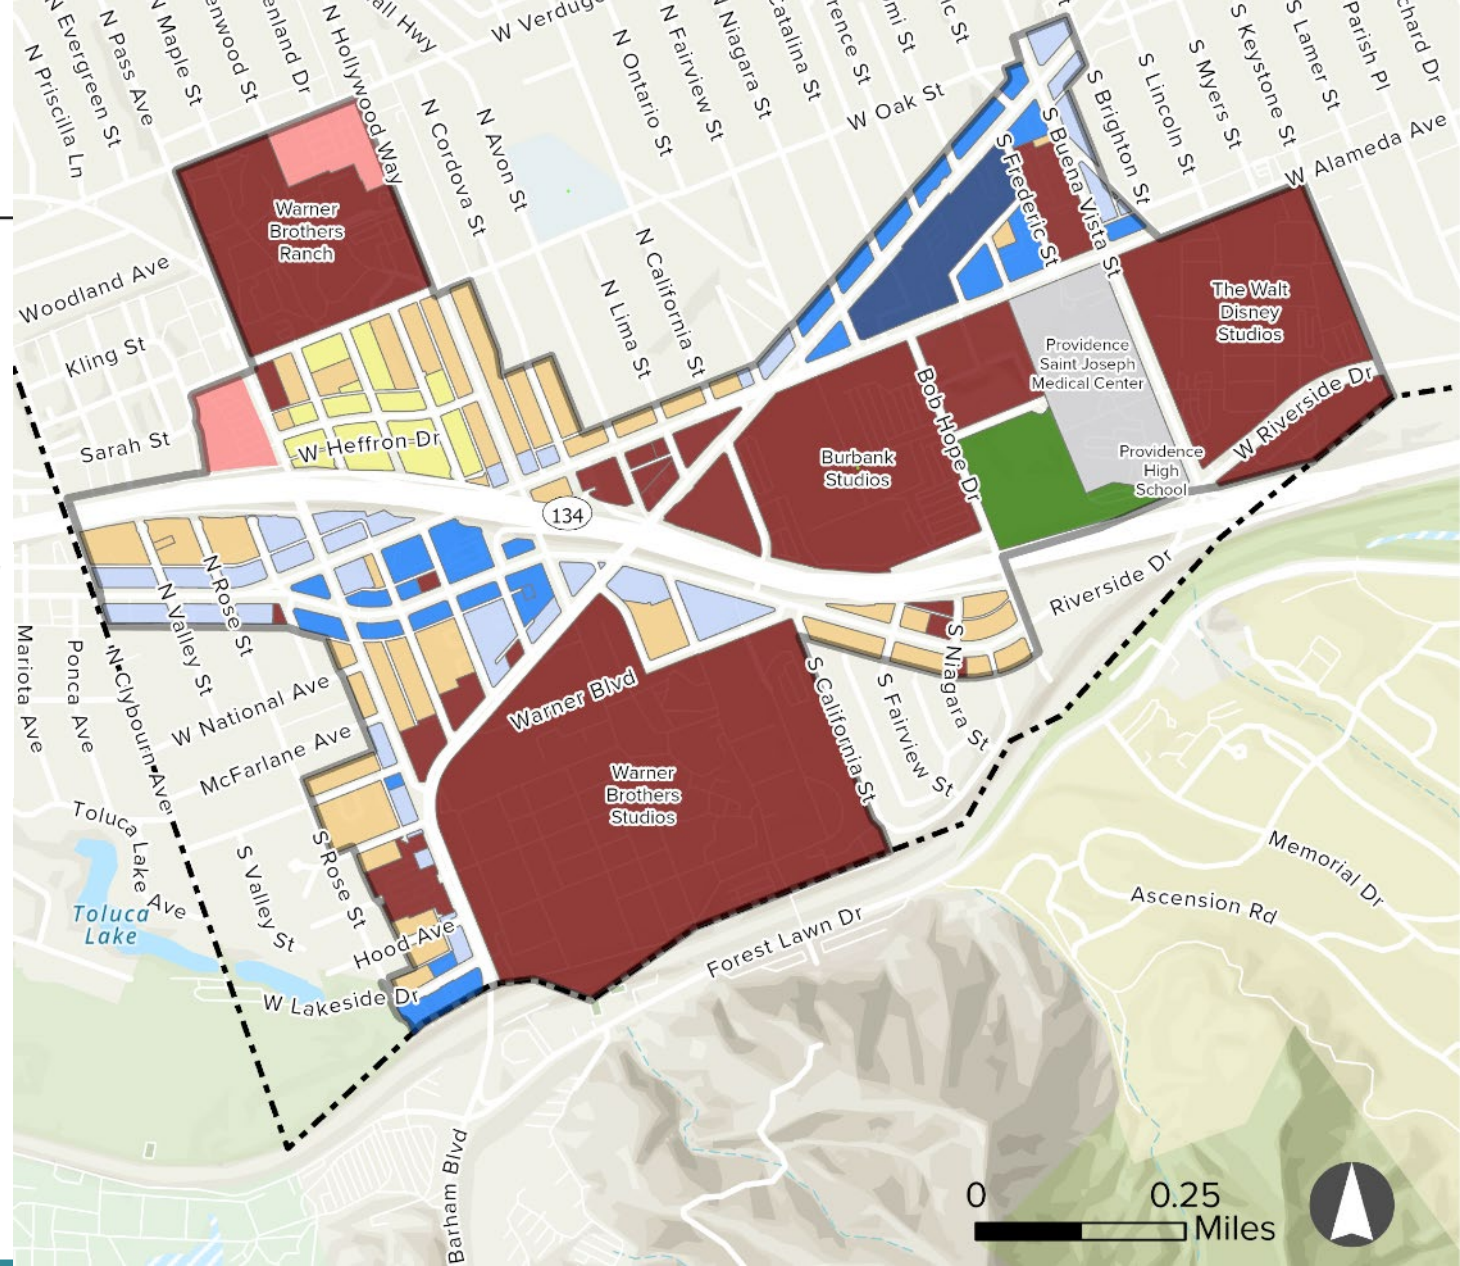 W Verdugo
N Evergreen St
N Priscilla Ln
N Pass Ave
N Maple St
N Hollywood Way
N Cordova St
N Avon St
N Ontario St
N Fairview St
N Niagara St
W Oak St
S Brighton St
S Lincoln St
S Myers St
S Keystone St
S Lamer St
Parish Pl
W Alameda Ave
S Buena Vista St
S Frederic St
Warner
Brothers
Ranch
N California St
N Lima St
Woodland Ave
Kling St
Sarah St
W Heffron Dr
The Walt
Disney
Studios
Providence
Saint Joseph
Medical Center
Bob Hope Dr
W Riverside Dr
Burbank
Studios
Providence
High
School
134
Riverside Dr
N Rose St
N Valley St
Mariota Ave
Ponca Ave
N Clybourn Ave
W National Ave
McFarlane Ave
Warner Blvd
S California St
S Fairview St
S Niagara St
Warner
Brothers
Studios
Toluca Lake Ave
S Rose St
S Valley St
Toluca
Lake
Hood Ave
W Lakeside Dr
Forest Lawn Dr
Memorial Dr
Ascension Rd
Barham Blvd
0 0.25
Miles